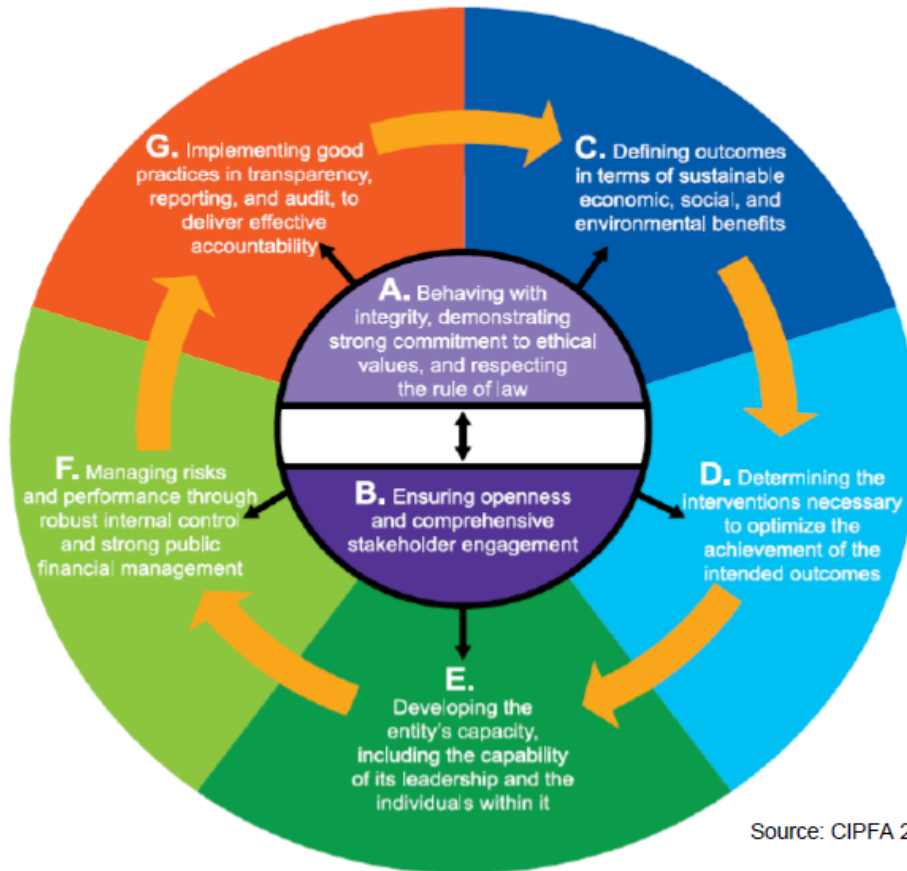 G. Implementing good
practices in transparency,
reporting, and audit, to
deliver effective
accountability
C. Defining outcomes
in terms of sustainable
economic, social, and
environmental benefits
A. Behaving with
integrity, demonstrating
strong commitment to ethical
values, and respecting
the rule of law
F. Managing risks
and performance through
robust internal control
and strong public
financial management
B. Ensuring openness
and comprehensive
stakeholder engagement
D. Determining the
interventions necessary
to optimize the
achievement of the
intended outcomes
E.
Developing the
entity's capacity,
including the capability
of its leadership and the
individuals within it
Source: CIPFA 2